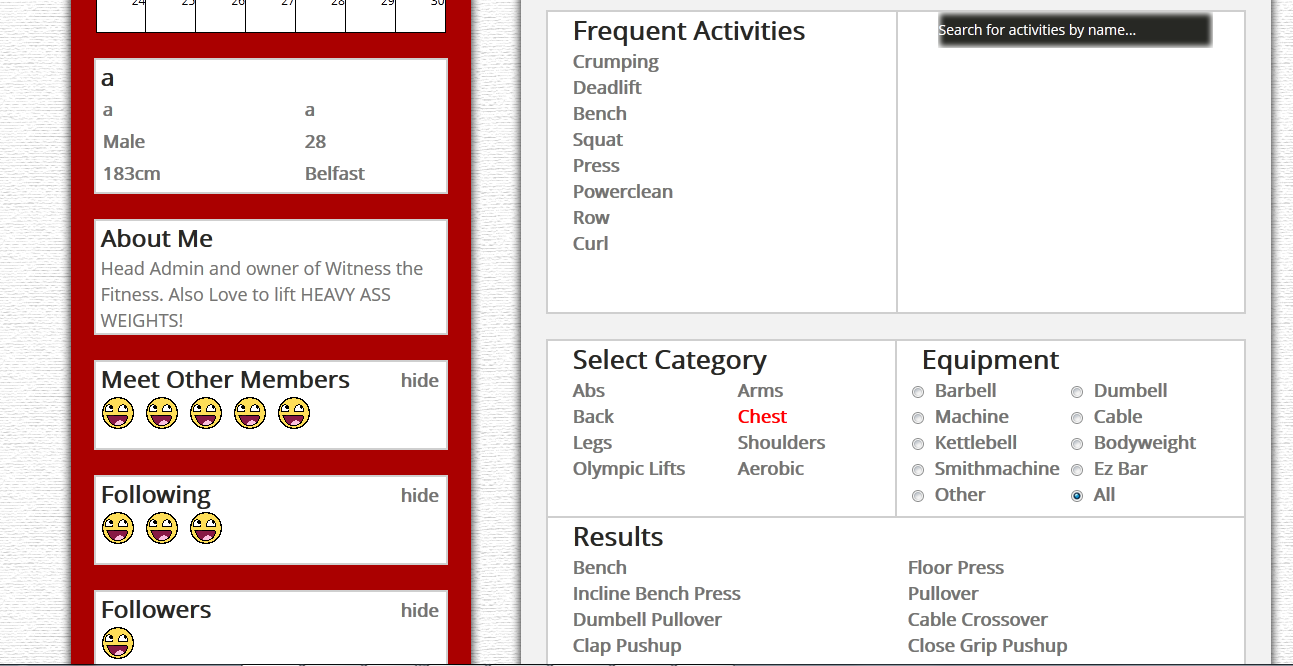 24 25 26 27 28 29 30
a
a a
Male 28
183cm Belfast
About Me
Head Admin and owner of Witness the
Fitness. Also Love to lift HEAVY ASS
WEIGHTS!
Meet Other Members hide
Following hide
Followers hide
Frequent Activities
Crumping
Deadlift
Bench
Squat
Press
Powerclean
Row
Curl
Search for activities by name...
Select Category
Abs Arms
Back Chest
Legs Shoulders
Olympic Lifts Aerobic
Equipment
Barbell Dumbell
Machine Cable
Kettlebell Bodyweight
Smithmachine Ez Bar
Other All
Results
Bench Floor Press
Incline Bench Press Pullover
Dumbell Pullover Cable Crossover
Clap Pushup Close Grip Pushup